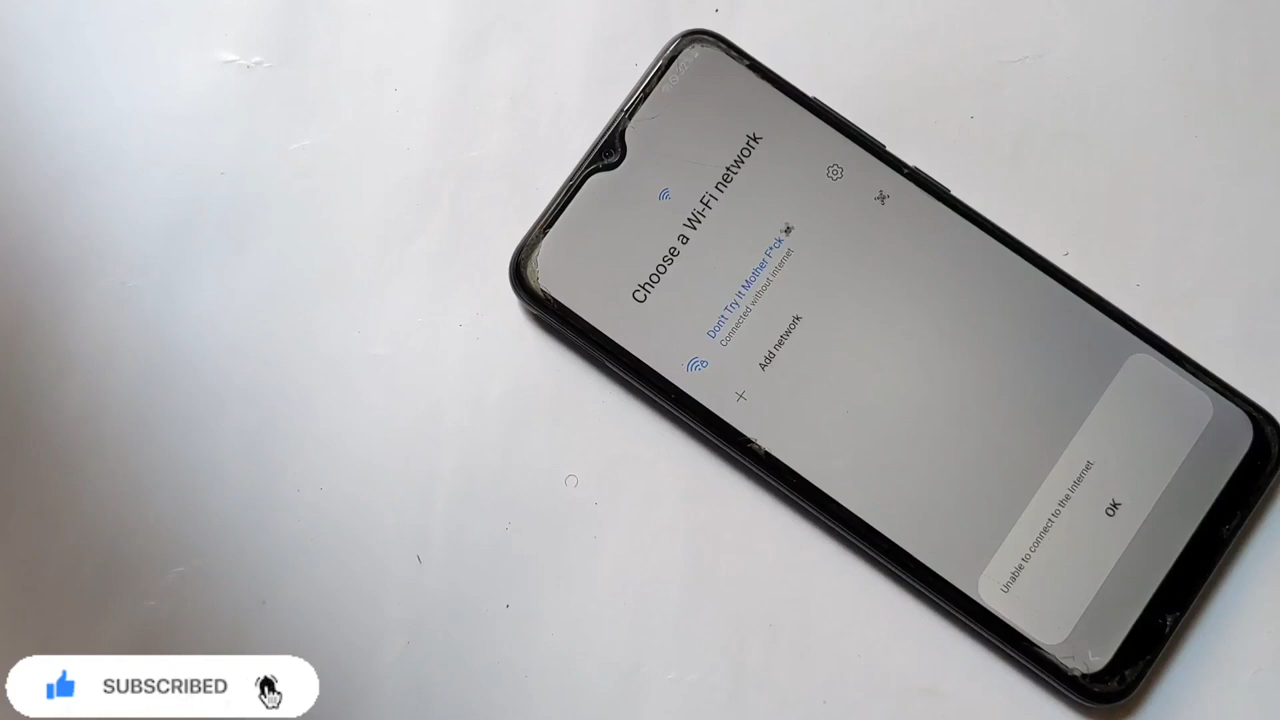 Choose a Wi-Fi network
Don't Try It Mother F*ck ☠️
Connected without internet
Add network
Unable to connect to the Internet.
OK
SUBSCRIBED